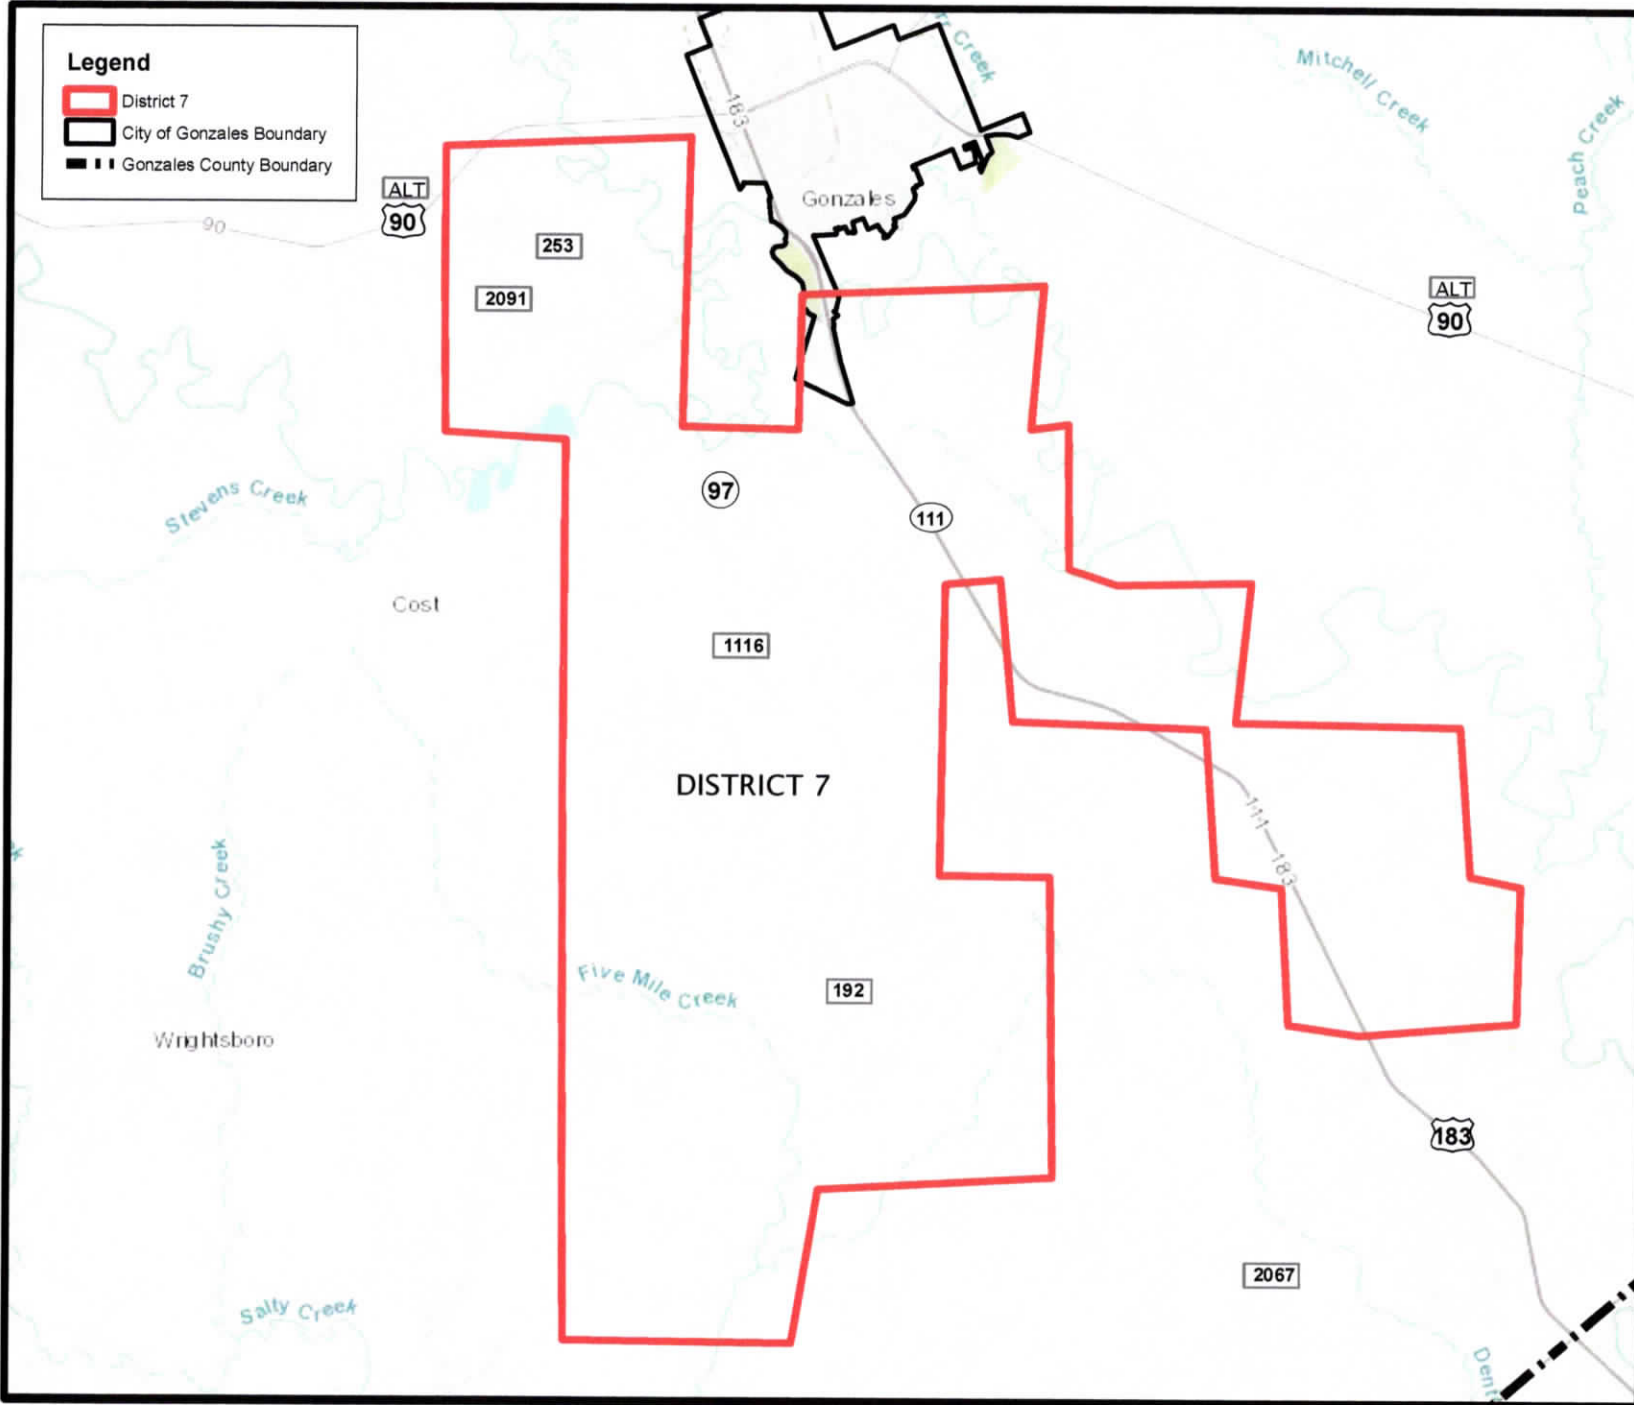 Legend
District 7
City of Gonzales Boundary
Gonzales County Boundary
Creek
Mitchell Creek
Peach Creek
183
Gonzales
ALT
90
90
253
2091
ALT
90
97
111
Stevens Creek
Cost
1116
DISTRICT 7
111
183
Brushy Creek
Five Mile Creek
192
Wrightsboro
183
2067
Salty Creek